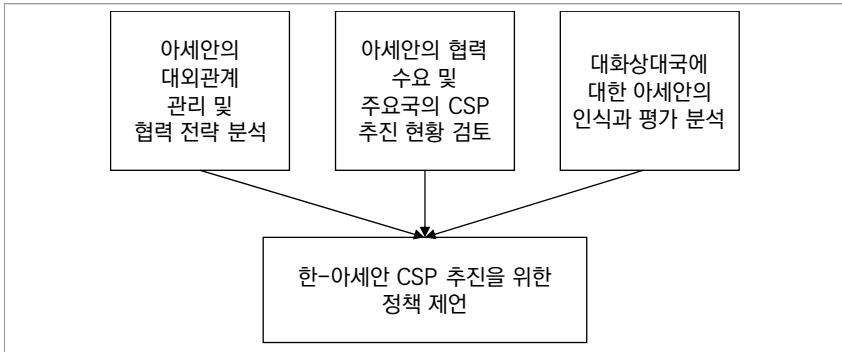 아세안의
대외관계
관리 및
협력 전략 분석
아세안의 협력
수요 및
주요국의 CSP
추진 현황 검토
대화상대국에
대한 아세안의
인식과 평가 분석
한-아세안 CSP 추진을 위한
정책 제언